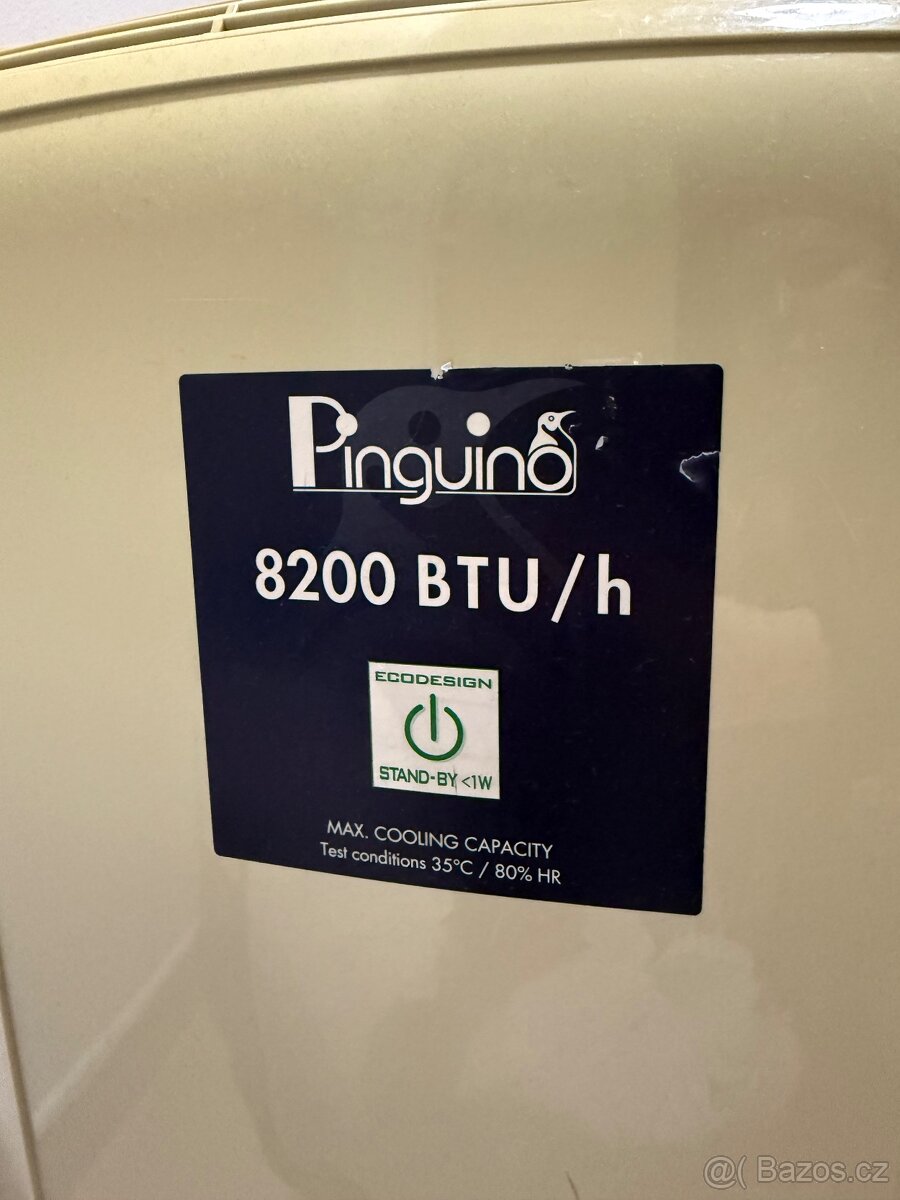 Pinguino
8200 BTU/h
ECODESIGN
STAND-BY <1W
MAX. COOLING CAPACITY
Test conditions 35°C / 80% HR
@( Bazos.cz